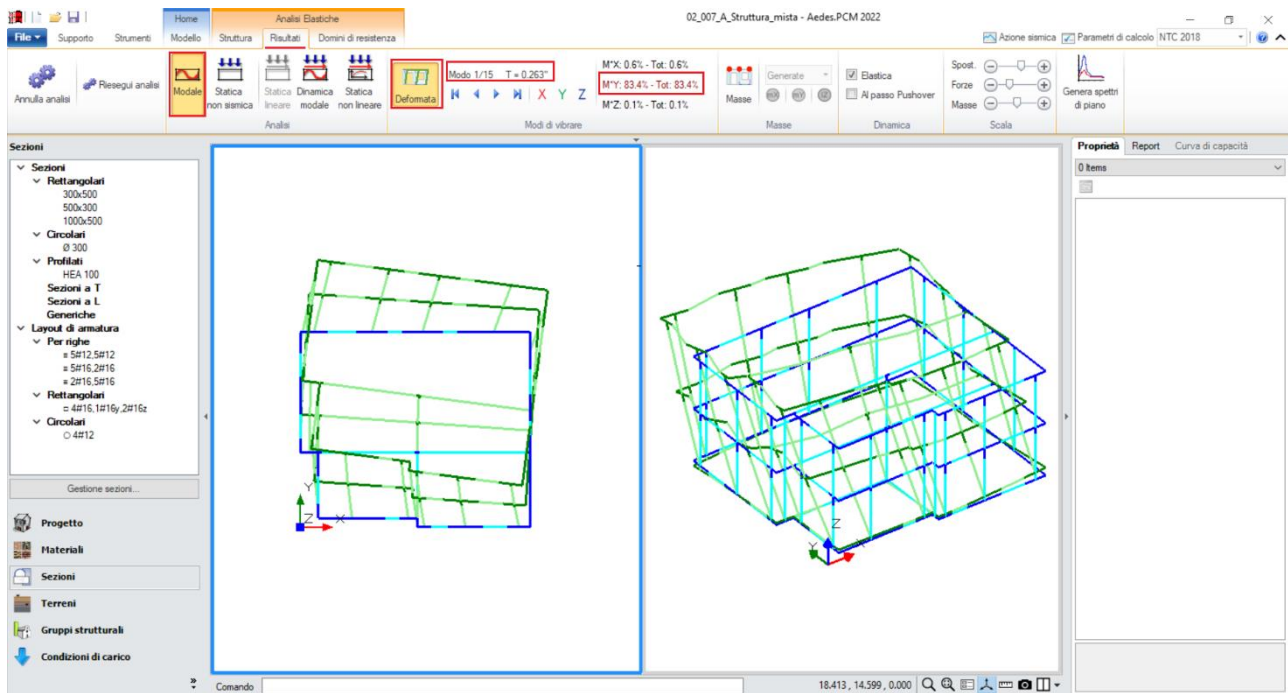 Home
Analisi Elastiche
02_007_A_Struttura_mista - Aedes.PCM 2022
File
Supporto
Strumenti
Modello
Struttura
Risultati
Domini di resistenza
Azione sismica
Parametri di calcolo
NTC 2018
Annulla analisi
Riesegui analisi
Modale
Statica non sismica
Statica lineare
Dinamica modale
Statica non lineare
Analisi
Deformata
Modo 1/15 T = 0.263"
X Y Z
M*X: 0.6% - Tot: 0.6%
M*Y: 83.4% - Tot: 83.4%
M*Z: 0.1% - Tot: 0.1%
Modi di vibrare
Masse
Generate
Masse
Elastica
Al passo Pushover
Dinamica
Spost.
Forze
Masse
Scala
Genera spettri di piano
Sezioni
Sezioni
Rettangolari
300x500
500x300
1000x500
Circolari
Ø 300
Profilati
HEA 100
Sezioni a T
Sezioni a L
Generiche
Layout di armatura
Per righe
5#12,5#12
5#16,2#16
2#16,5#16
Rettangolari
4#16,1#16y,2#16z
Circolari
4#12
Gestione sezioni...
Progetto
Materiali
Sezioni
Terreni
Gruppi strutturali
Condizioni di carico
Y
Z
X
Z
Y
X
Comando
18.413 , 14.599 , 0.000
Proprietà
Report
Curva di capacità
0 Items